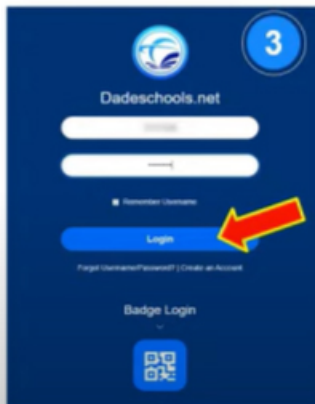 3
Dadeschools.net
Remember Username
Login
Forgot Username/Password? | Create an Account
Badge Login